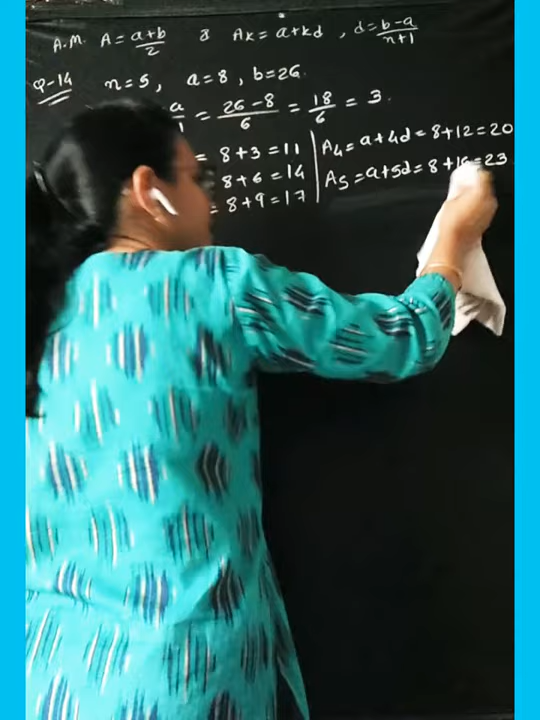 A.M. A = a+b/2 & Ak = a+kd , d = b-a/n+1
Q-14 n=5, a=8, b=26.
a = 26-8/6 = 18/6 = 3.
= 8+3 = 11
8+6 = 14
= 8+9 = 17
A4 = a+4d = 8+12 = 20
A5 = a+5d = 8+ =23